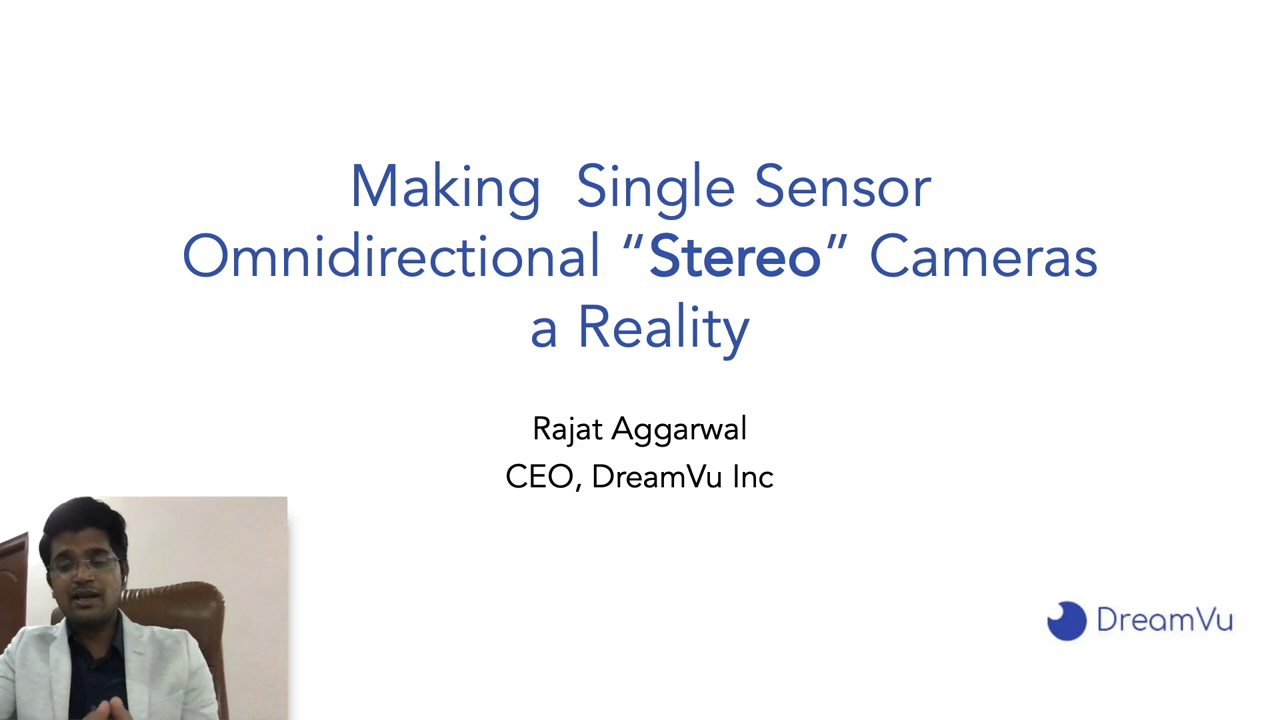 Making Single Sensor
Omnidirectional “Stereo” Cameras
a Reality
Rajat Aggarwal
CEO, DreamVu Inc
DreamVu